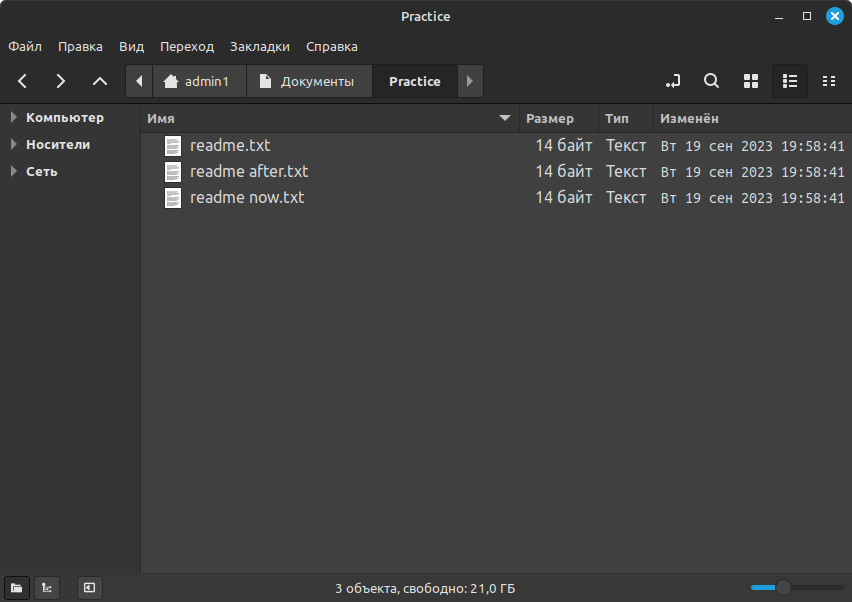 Practice
Файл Правка Вид Переход Закладки Справка
admin1 Документы Practice
Компьютер
Носители
Сеть
Имя Размер Тип Изменён
readme.txt 14 байт Текст Вт 19 сен 2023 19:58:41
readme after.txt 14 байт Текст Вт 19 сен 2023 19:58:41
readme now.txt 14 байт Текст Вт 19 сен 2023 19:58:41
3 объекта, свободно: 21,0 ГБ